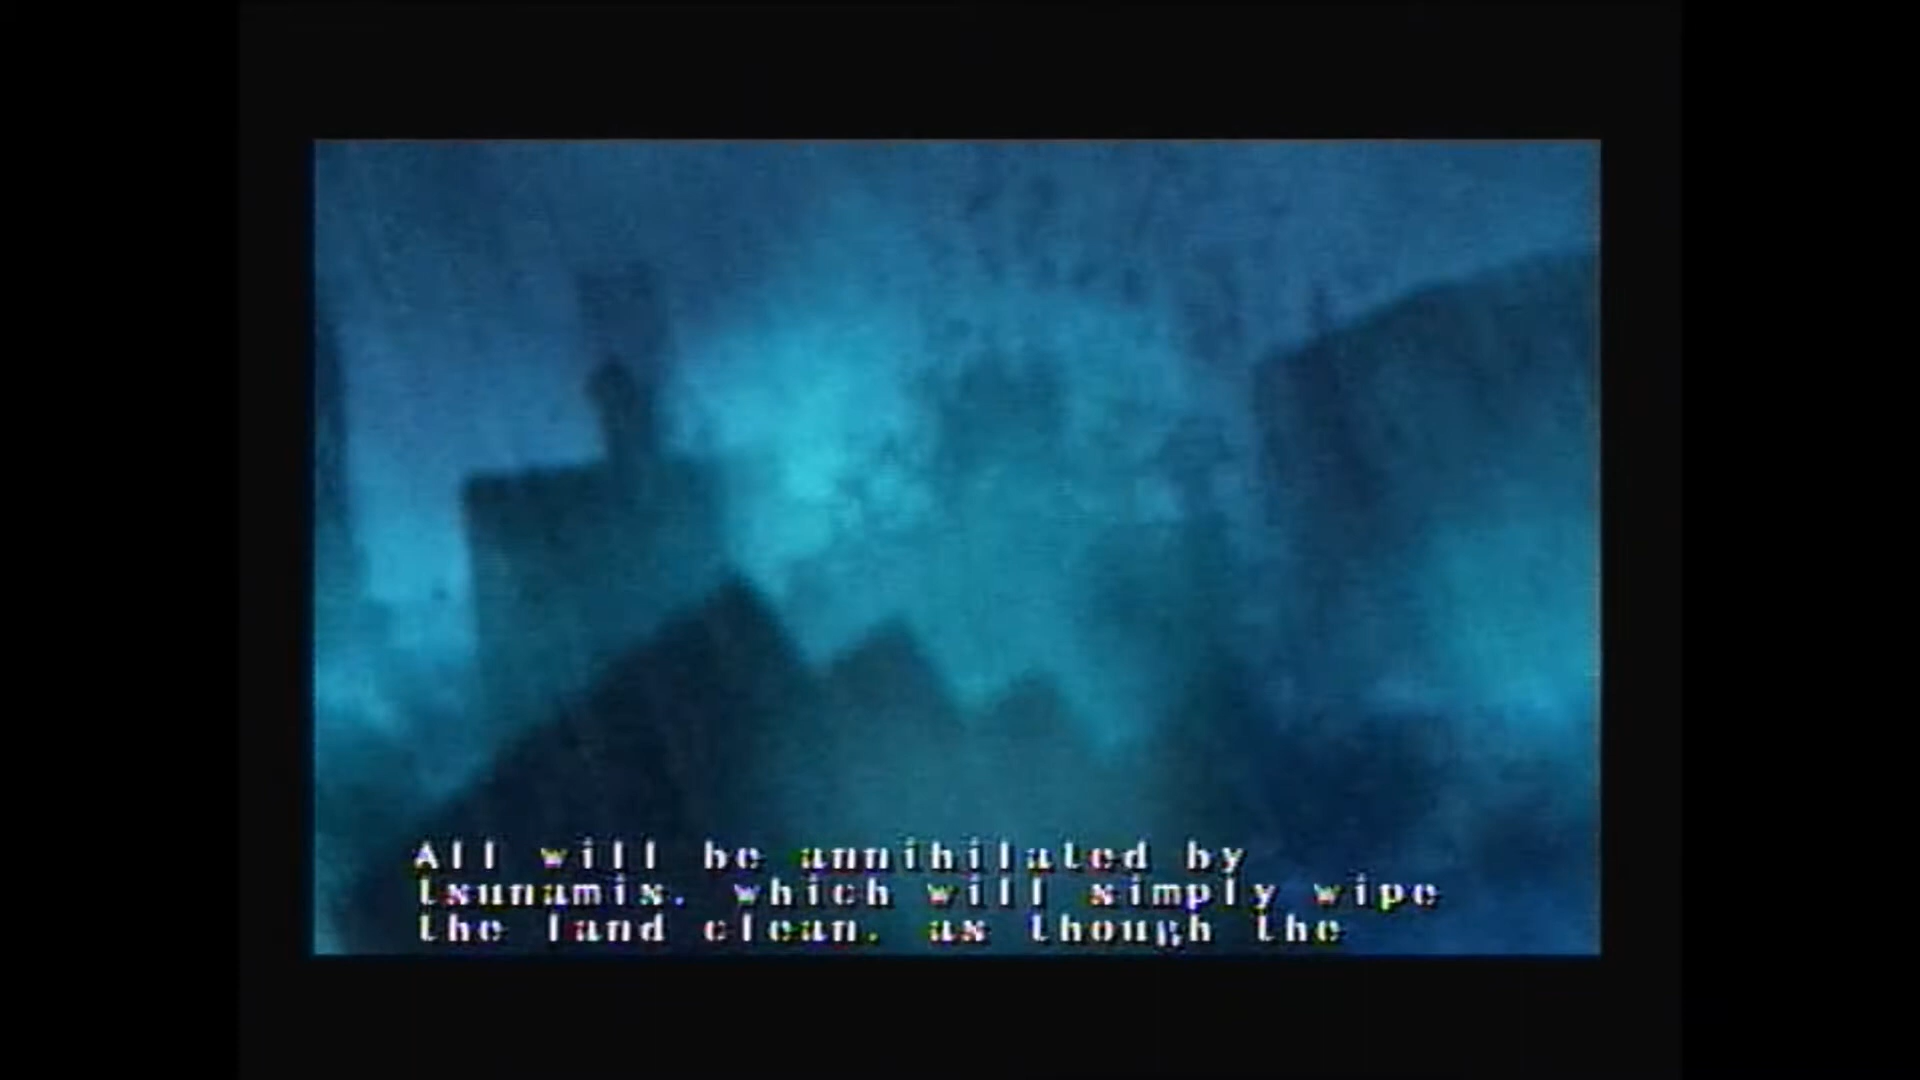 All will be annihilated by
tsunamis, which will simply wipe
the land clean, as though the